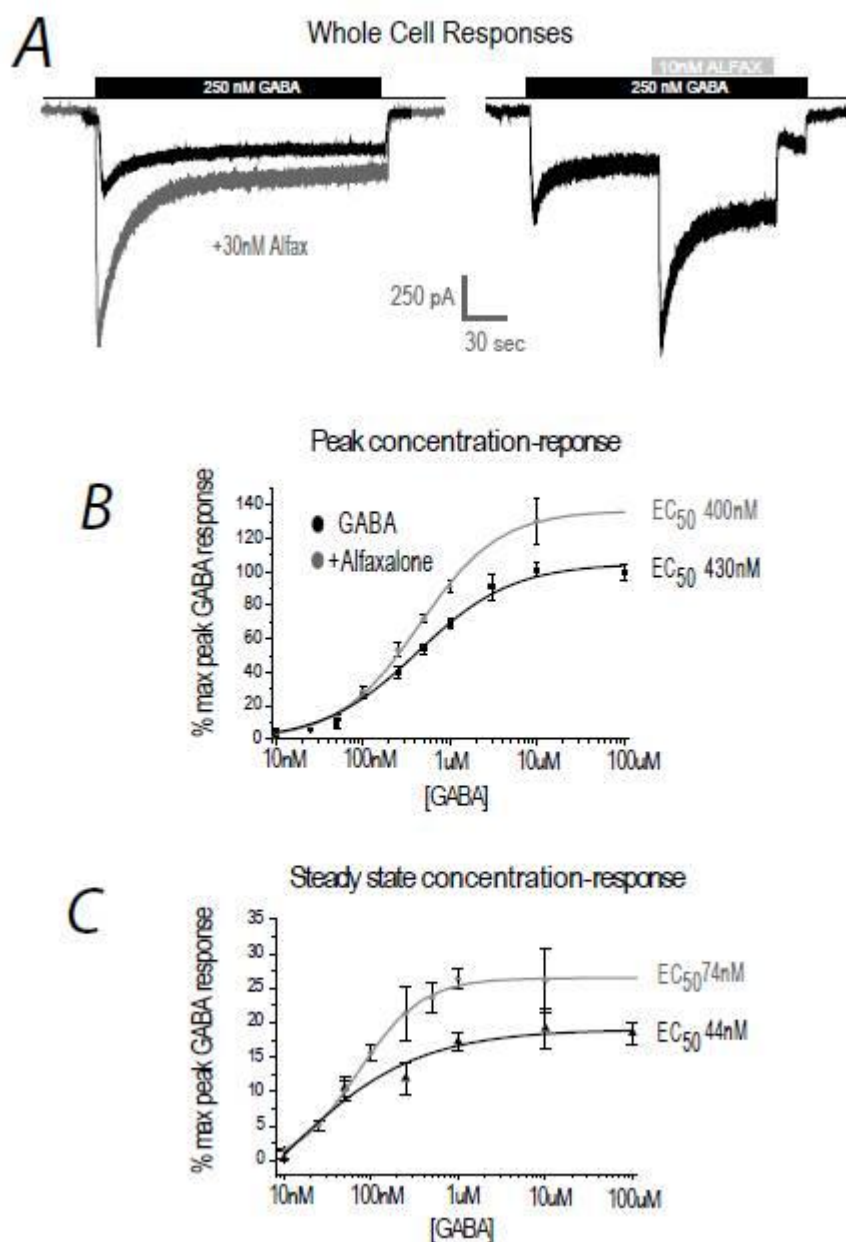 A
Whole Cell Responses
250 nM GABA
10nM ALFAX
250 nM GABA
+30nM Alfax
250 pA
30 sec
B
Peak concentration-reponse
% max peak GABA response
140
120
100
80
60
40
20
0
GABA
+Alfaxalone
EC50 400nM
EC50 430nM
10nM 100nM 1uM 10uM 100uM
[GABA]
C
Steady state concentration-response
% max peak GABA response
35
30
25
20
15
10
5
0
EC50 74nM
EC50 44nM
10nM 100nM 1uM 10uM 100uM
[GABA]